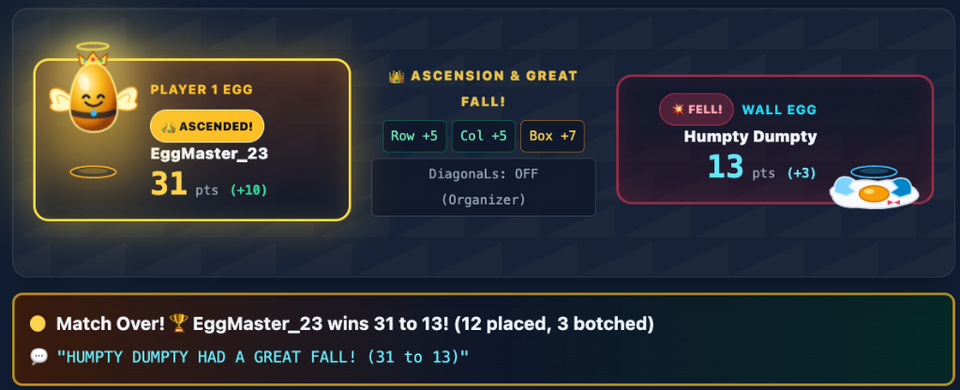 PLAYER 1 EGG
ASCENDED!
EggMaster_23
31 pts (+10)
ASCENSION & GREAT
FALL!
Row +5 Col +5 Box +7
DiagonaLs: OFF
(Organizer)
FELL! WALL EGG
Humpty Dumpty
13 pts (+3)
Match Over! 🏆 EggMaster_23 wins 31 to 13! (12 placed, 3 botched)
"HUMPTY DUMPTY HAD A GREAT FALL! (31 to 13)"